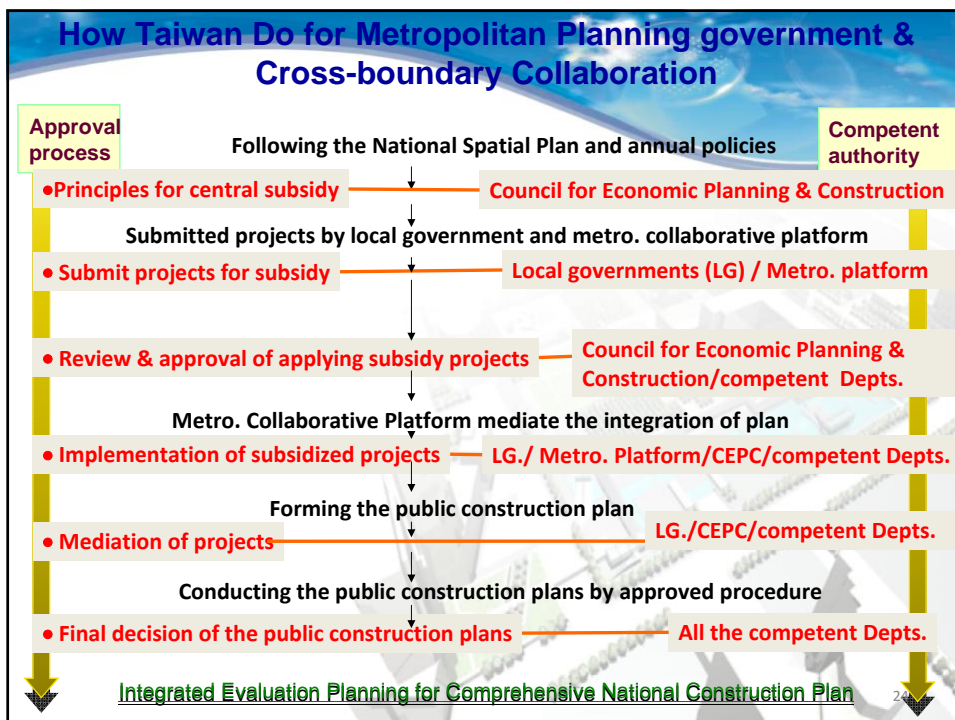 How Taiwan Do for Metropolitan Planning government &
Cross-boundary Collaboration
Approval
process
Competent
authority
Following the National Spatial Plan and annual policies
•Principles for central subsidy
Council for Economic Planning & Construction
Submitted projects by local government and metro. collaborative platform
• Submit projects for subsidy
Local governments (LG) / Metro. platform
• Review & approval of applying subsidy projects
Council for Economic Planning &
Construction/competent Depts.
Metro. Collaborative Platform mediate the integration of plan
• Implementation of subsidized projects
LG./ Metro. Platform/CEPC/competent Depts.
Forming the public construction plan
• Mediation of projects
LG./CEPC/competent Depts.
Conducting the public construction plans by approved procedure
• Final decision of the public construction plans
All the competent Depts.
Integrated Evaluation Planning for Comprehensive National Construction Plan
24